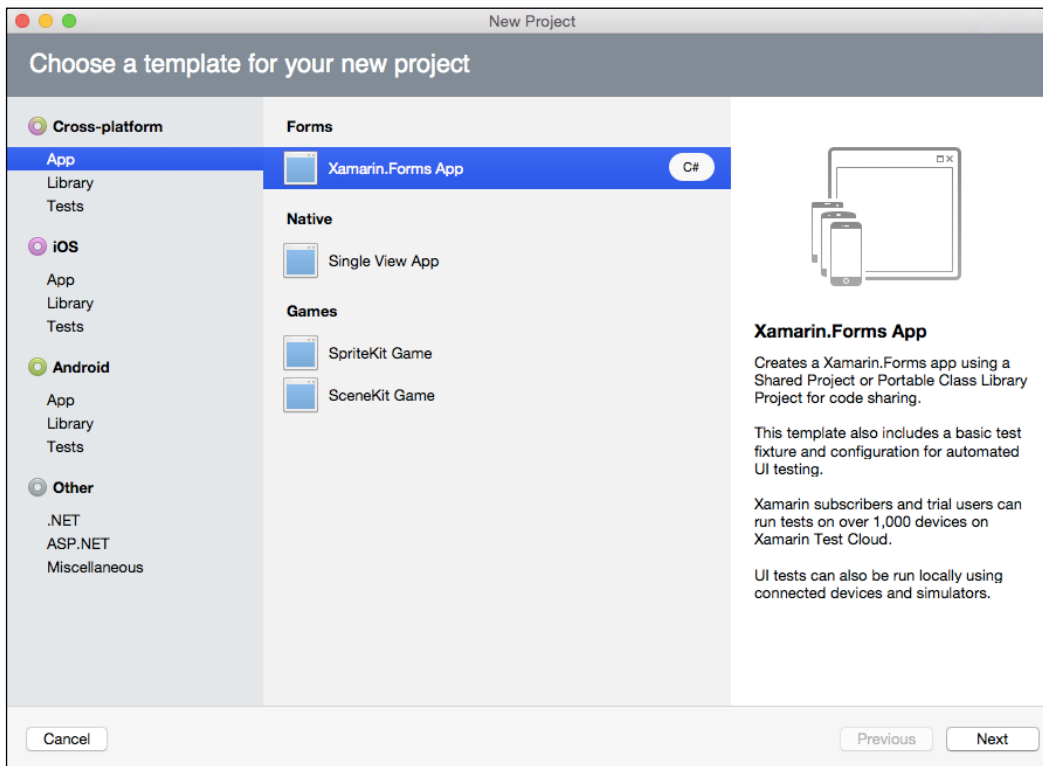 New Project
Choose a template for your new project
Cross-platform
App
Library
Tests
iOS
App
Library
Tests
Android
App
Library
Tests
Other
.NET
ASP.NET
Miscellaneous
Forms
Xamarin.Forms App
C#
Native
Single View App
Games
SpriteKit Game
SceneKit Game
Xamarin.Forms App
Creates a Xamarin.Forms app using a
Shared Project or Portable Class Library
Project for code sharing.
This template also includes a basic test
fixture and configuration for automated
UI testing.
Xamarin subscribers and trial users can
run tests on over 1,000 devices on
Xamarin Test Cloud.
UI tests can also be run locally using
connected devices and simulators.
Cancel
Previous
Next